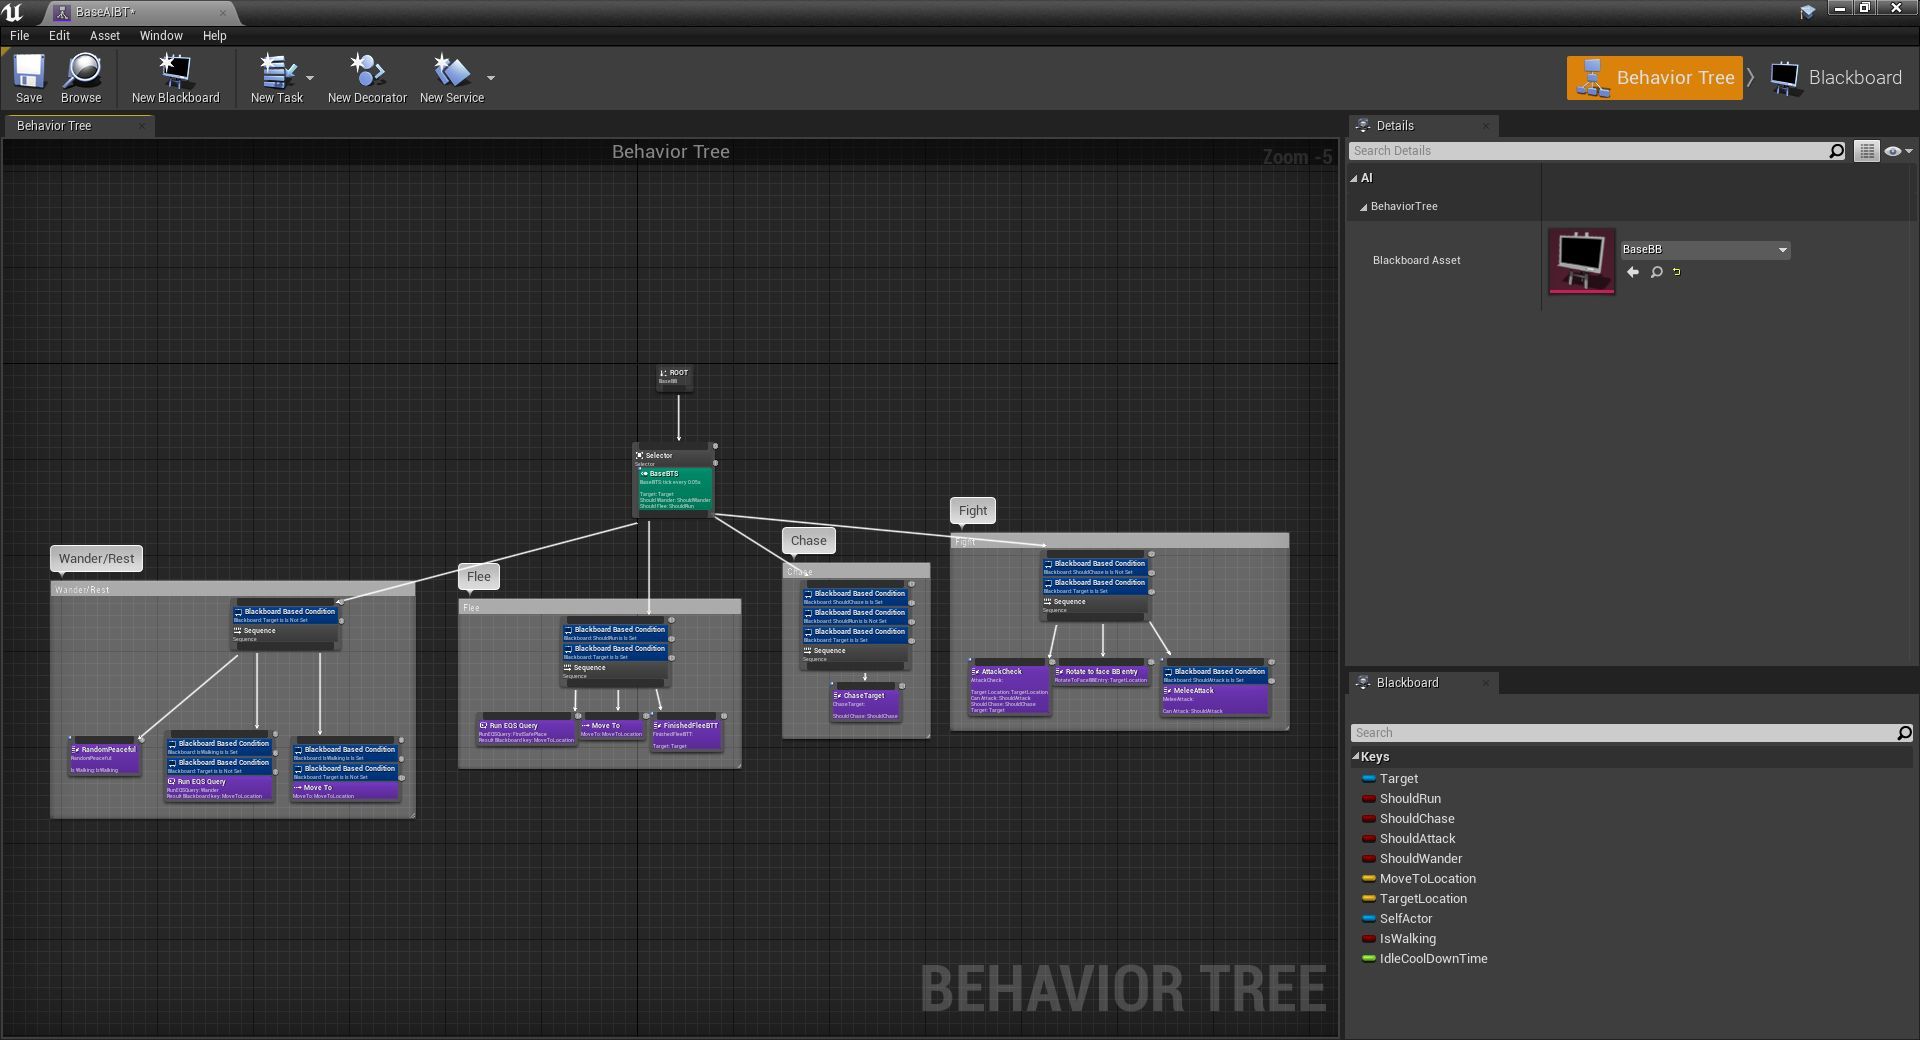 BaseAIBT*
File Edit Asset Window Help
Save Browse New Blackboard New Task New Decorator New Service
Behavior Tree Blackboard
Behavior Tree
Behavior Tree
Zoom -5
ROOT
BaseBB
Selector
Selector
BaseBTS
BaseBTS: tick every 0.05s
Target: Target
Should Wander: ShouldWander
Should Flee: ShouldRun
Wander/Rest
Wander/Rest
Blackboard Based Condition
Blackboard: Target is Is Not Set
Sequence
Sequence
RandomPeaceful
RandomPeaceful
Is Walking: IsWalking
Blackboard Based Condition
Blackboard: IsWalking is Is Set
Blackboard Based Condition
Blackboard: Target is Is Not Set
Run EQS Query
RunEQSQuery: Wander
Result Blackboard key: MoveToLocation
Blackboard Based Condition
Blackboard: IsWalking is Is Set
Blackboard Based Condition
Blackboard: Target is Is Not Set
Move To
MoveTo: MoveToLocation
Flee
Flee
Blackboard Based Condition
Blackboard: ShouldRun is Is Set
Blackboard Based Condition
Blackboard: Target is Is Set
Sequence
Sequence
Run EQS Query
RunEQSQuery: FindSafePlace
Result Blackboard key: MoveToLocation
Move To
MoveTo: MoveToLocation
FinishedFleeBTT
FinishedFleeBTT:
Target: Target
Chase
Chase
Blackboard Based Condition
Blackboard: ShouldChase is Is Set
Blackboard Based Condition
Blackboard: ShouldRun is Is Not Set
Blackboard Based Condition
Blackboard: Target is Is Set
Sequence
Sequence
ChaseTarget
ChaseTarget:
Should Chase: ShouldChase
Fight
Fight
Blackboard Based Condition
Blackboard: ShouldChase is Is Not Set
Blackboard Based Condition
Blackboard: Target is Is Set
Sequence
Sequence
AttackCheck
AttackCheck:
Target Location: TargetLocation
Can Attack: ShouldAttack
Should Chase: ShouldChase
Target: Target
Rotate to face BB entry
RotateToFaceBBEntry: TargetLocation
Blackboard Based Condition
Blackboard: ShouldAttack is Is Set
MeleeAttack
MeleeAttack:
Can Attack: ShouldAttack
BEHAVIOR TREE
Details
Search Details
AI
BehaviorTree
Blackboard Asset
BaseBB
Blackboard
Search
Keys
Target
ShouldRun
ShouldChase
ShouldAttack
ShouldWander
MoveToLocation
TargetLocation
SelfActor
IsWalking
IdleCoolDownTime